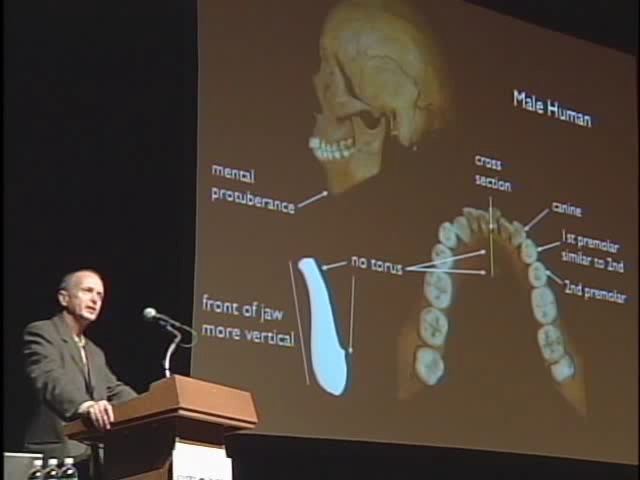 Male Human
cross
section
mental
protuberance
canine
1st premolar
similar to 2nd
no torus
2nd premolar
front of jaw
more vertical